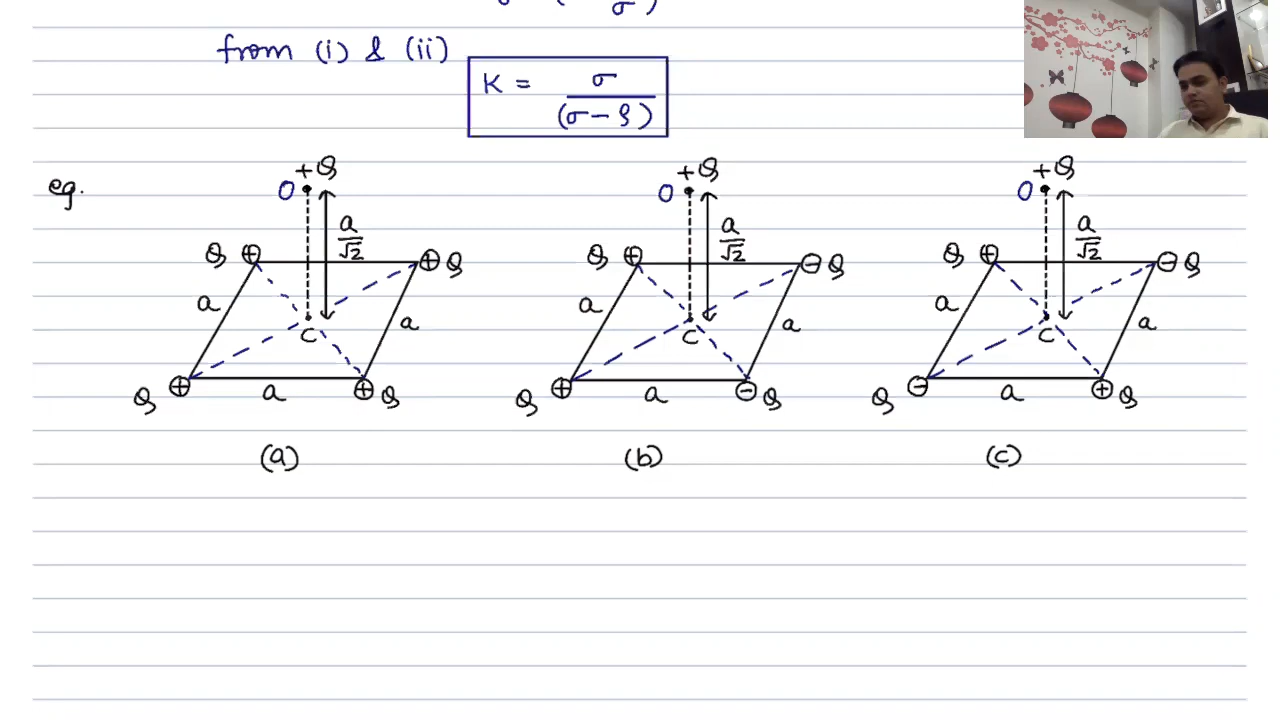 from (i) & (ii)
K = σ / (σ − ρ)
eg.
+Q +Q +Q
O O O
a/√2 a/√2 a/√2
Q ⊕ ⊕ Q Q ⊕ ⊖ Q Q ⊕ ⊖ Q
a a a a a a
C C C
Q ⊕ a ⊕ Q Q ⊕ a ⊖ Q Q ⊖ a ⊕ Q
(a) (b) (c)